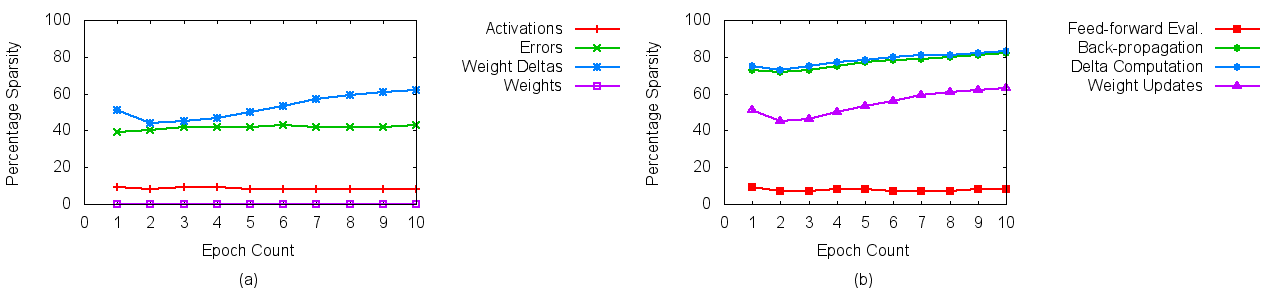 Percentage Sparsity
100
80
60
40
20
0
0 1 2 3 4 5 6 7 8 9 10
Epoch Count
(a)
Activations
Errors
Weight Deltas
Weights
Percentage Sparsity
100
80
60
40
20
0
0 1 2 3 4 5 6 7 8 9 10
Epoch Count
(b)
Feed-forward Eval.
Back-propagation
Delta Computation
Weight Updates